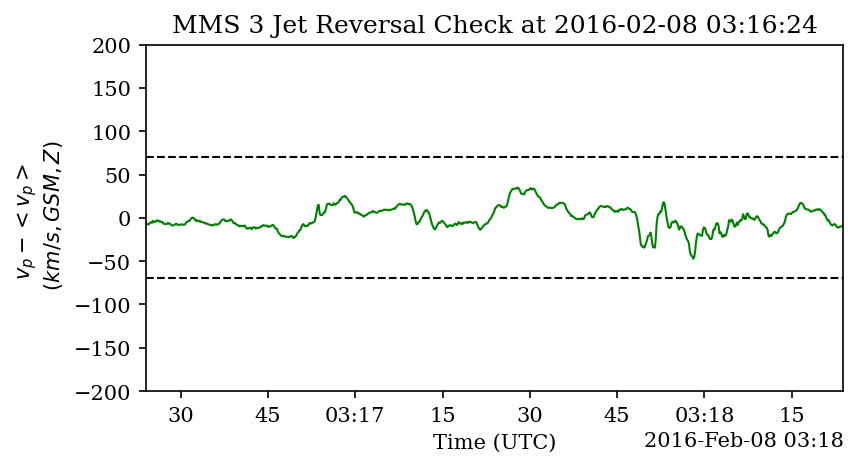 MMS 3 Jet Reversal Check at 2016-02-08 03:16:24
200
150
100
50
0
−50
−100
−150
−200
v_p − < v_p >
(km/s, GSM, Z)
30 45 03:17 15 30 45 03:18 15
Time (UTC)
2016-Feb-08 03:18